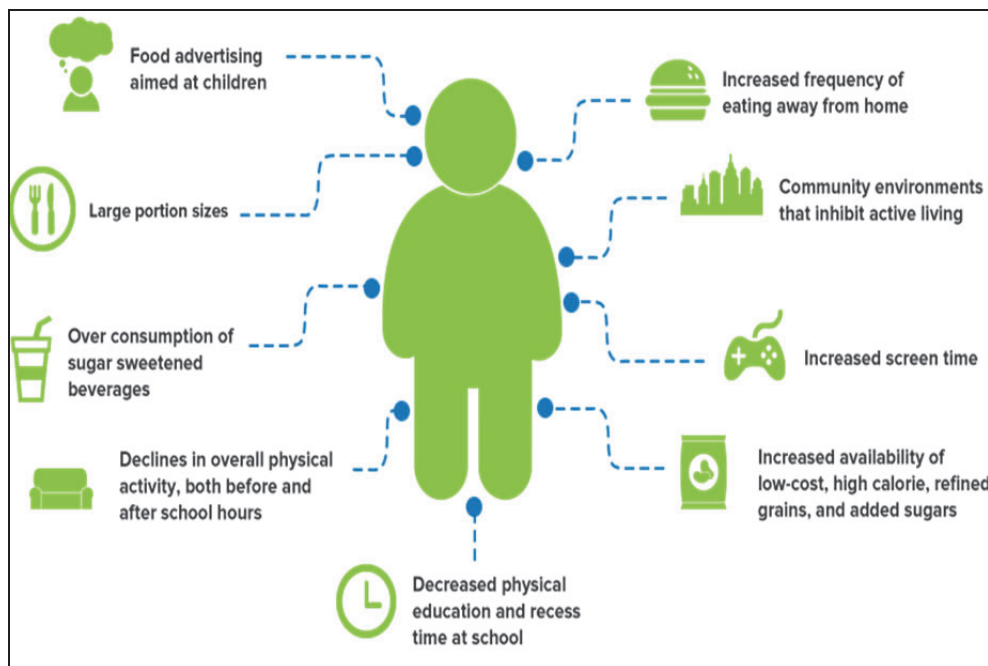 Food advertising
aimed at children
Large portion sizes
Over consumption of
sugar sweetened
beverages
Declines in overall physical
activity, both before and
after school hours
Decreased physical
education and recess
time at school
Increased frequency of
eating away from home
Community environments
that inhibit active living
Increased screen time
Increased availability of
low-cost, high calorie, refined
grains, and added sugars